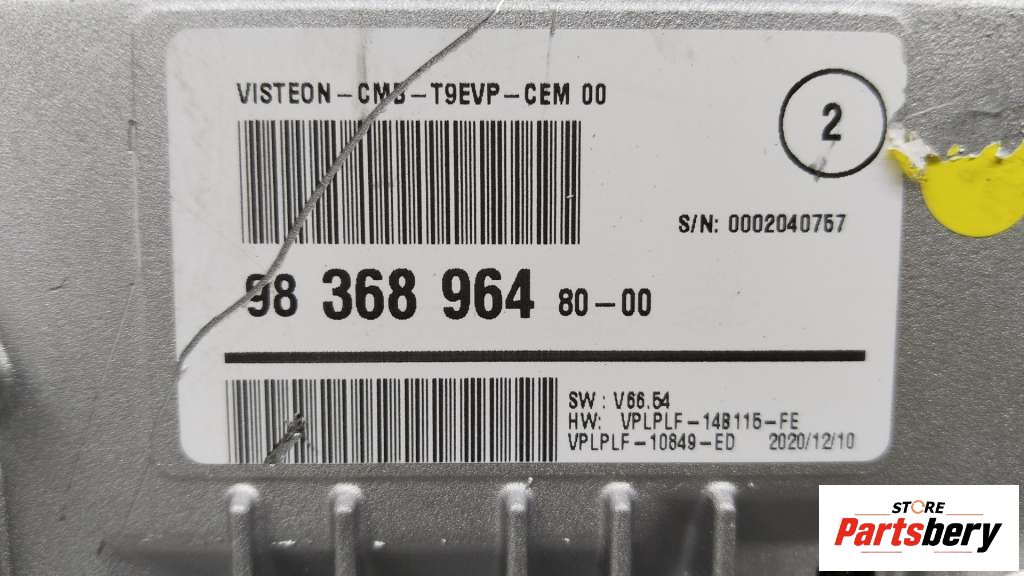 VISTEON-CMB-T9EVP-CEM 00
2
S/N: 0002040757
98 368 964 80-00
SW: V66.54
HW: VPLPLF-14B115-FE
VPLPLF-10849-ED 2020/12/10
STORE
Partsbery